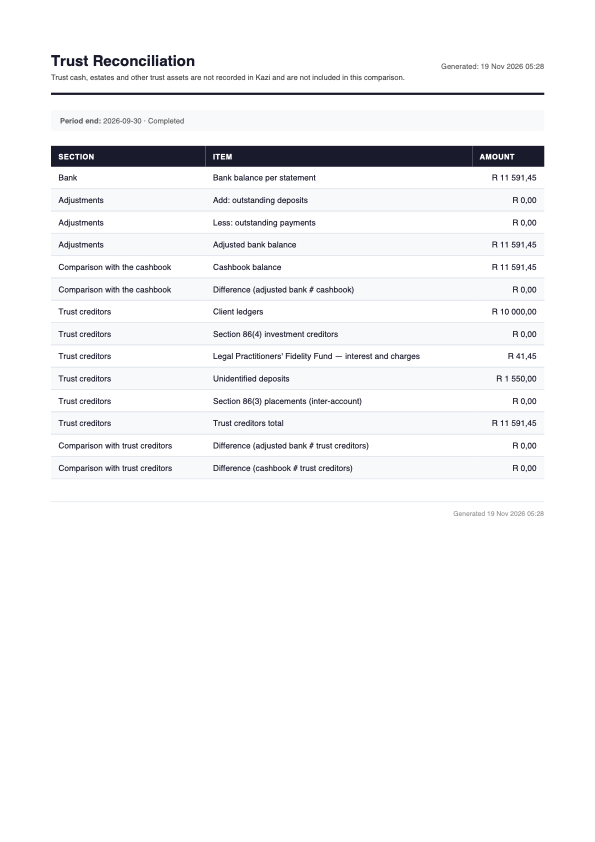 Trust Reconciliation
Generated: 19 Nov 2026 05:28
Trust cash, estates and other trust assets are not recorded in Kazi and are not included in this comparison.
Period end: 2026-09-30 · Completed
SECTION ITEM AMOUNT
Bank Bank balance per statement R 11 591,45
Adjustments Add: outstanding deposits R 0,00
Adjustments Less: outstanding payments R 0,00
Adjustments Adjusted bank balance R 11 591,45
Comparison with the cashbook Cashbook balance R 11 591,45
Comparison with the cashbook Difference (adjusted bank # cashbook) R 0,00
Trust creditors Client ledgers R 10 000,00
Trust creditors Section 86(4) investment creditors R 0,00
Trust creditors Legal Practitioners' Fidelity Fund — interest and charges R 41,45
Trust creditors Unidentified deposits R 1 550,00
Trust creditors Section 86(3) placements (inter-account) R 0,00
Trust creditors Trust creditors total R 11 591,45
Comparison with trust creditors Difference (adjusted bank # trust creditors) R 0,00
Comparison with trust creditors Difference (cashbook # trust creditors) R 0,00
Generated 19 Nov 2026 05:28